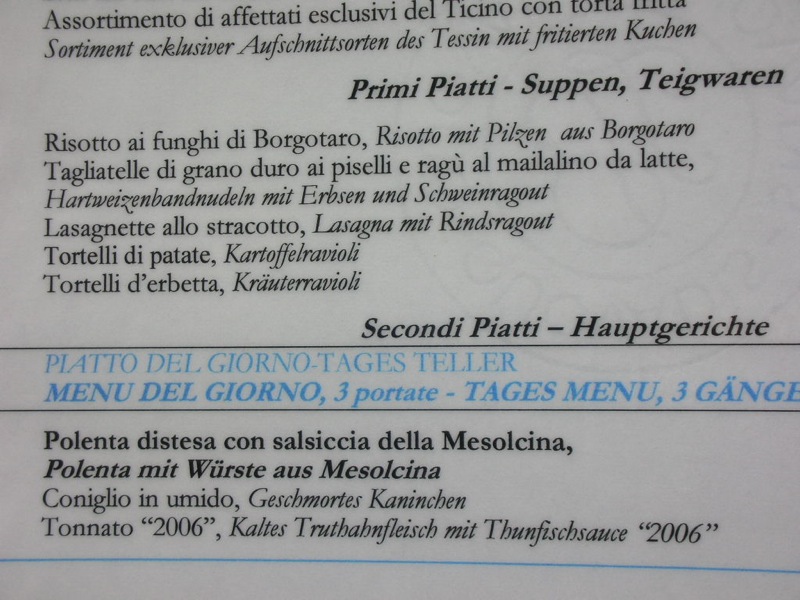 Assortimento di affettati esclusivi del Ticino con torta fritta
Sortiment exklusiver Aufschnittsorten des Tessin mit fritierten Kuchen
Primi Piatti - Suppen, Teigwaren
Risotto ai funghi di Borgotaro, Risotto mit Pilzen aus Borgotaro
Tagliatelle di grano duro ai piselli e ragù al mailalino da latte,
Hartweizenbandnudeln mit Erbsen und Schweinragout
Lasagnette allo stracotto, Lasagna mit Rindsragout
Tortelli di patate, Kartoffelravioli
Tortelli d'erbetta, Kräuterravioli
Secondi Piatti – Hauptgerichte
PIATTO DEL GIORNO-TAGES TELLER
MENU DEL GIORNO, 3 portate - TAGES MENU, 3 GÄNGE
Polenta distesa con salsiccia della Mesolcina,
Polenta mit Würste aus Mesolcina
Coniglio in umido, Geschmortes Kaninchen
Tonnato “2006”, Kaltes Truthahnfleisch mit Thunfischsauce “2006”